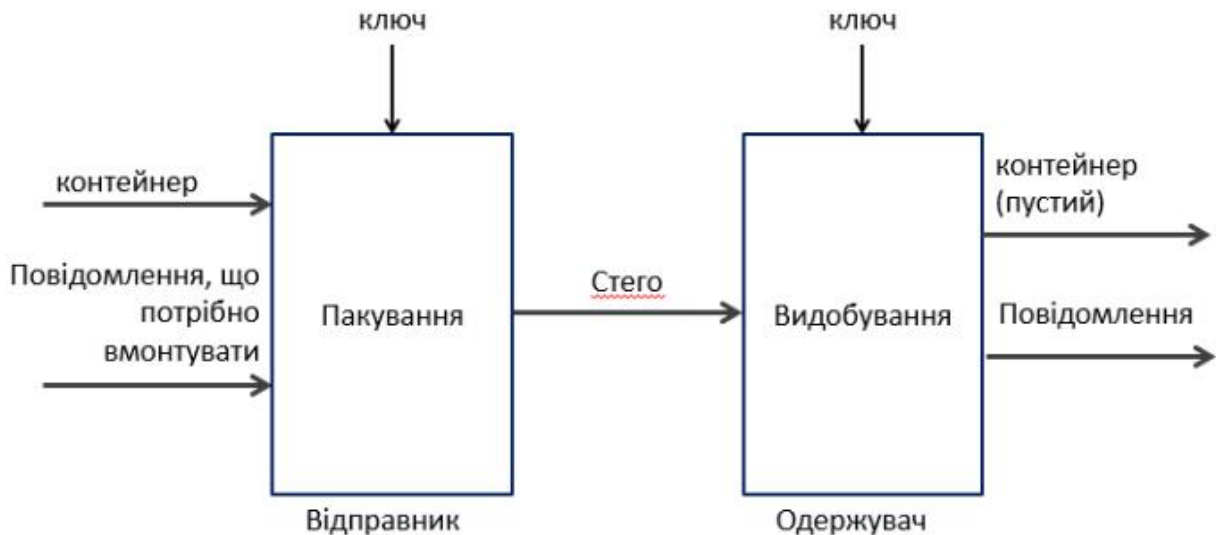 ключ
ключ
контейнер
Повідомлення, що
потрібно
вмонтувати
Пакування
Стего
Видобування
контейнер
(пустий)
Повідомлення
Відправник
Одержувач